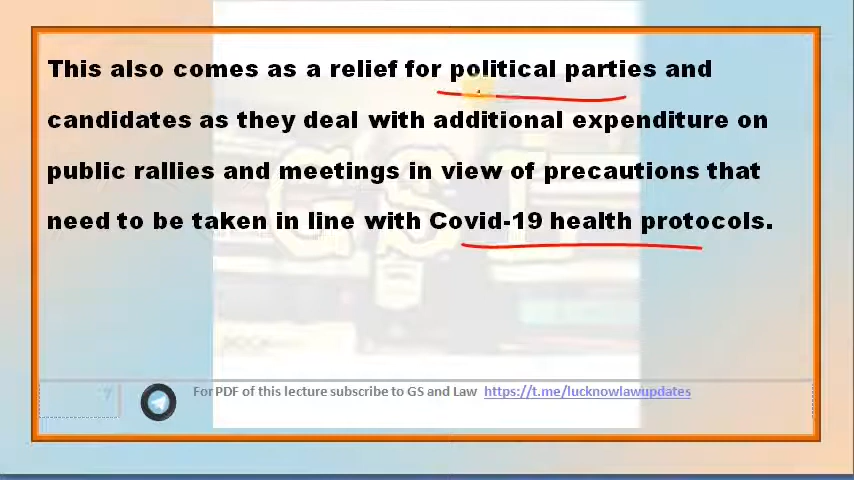 This also comes as a relief for political parties and
candidates as they deal with additional expenditure on
public rallies and meetings in view of precautions that
need to be taken in line with Covid-19 health protocols.
7
For PDF of this lecture subscribe to GS and Law https://t.me/lucknowlawupdates